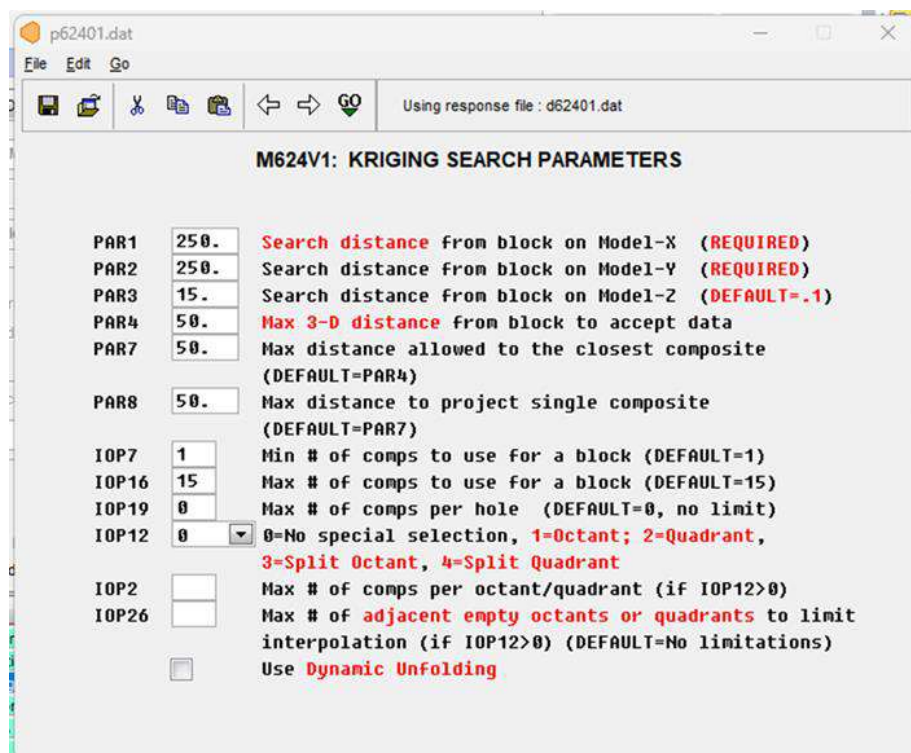 p62401.dat
File Edit Go
GO Using response file : d62401.dat
M624V1: KRIGING SEARCH PARAMETERS
PAR1 250. Search distance from block on Model-X (REQUIRED)
PAR2 250. Search distance from block on Model-Y (REQUIRED)
PAR3 15. Search distance from block on Model-Z (DEFAULT=.1)
PAR4 50. Max 3-D distance from block to accept data
PAR7 50. Max distance allowed to the closest composite
(DEFAULT=PAR4)
PAR8 50. Max distance to project single composite
(DEFAULT=PAR7)
IOP7 1 Min # of comps to use for a block (DEFAULT=1)
IOP16 15 Max # of comps to use for a block (DEFAULT=15)
IOP19 0 Max # of comps per hole (DEFAULT=0, no limit)
IOP12 0 0=No special selection, 1=Octant; 2=Quadrant,
3=Split Octant, 4=Split Quadrant
IOP2 Max # of comps per octant/quadrant (if IOP12>0)
IOP26 Max # of adjacent empty octants or quadrants to limit
interpolation (if IOP12>0) (DEFAULT=No limitations)
Use Dynamic Unfolding